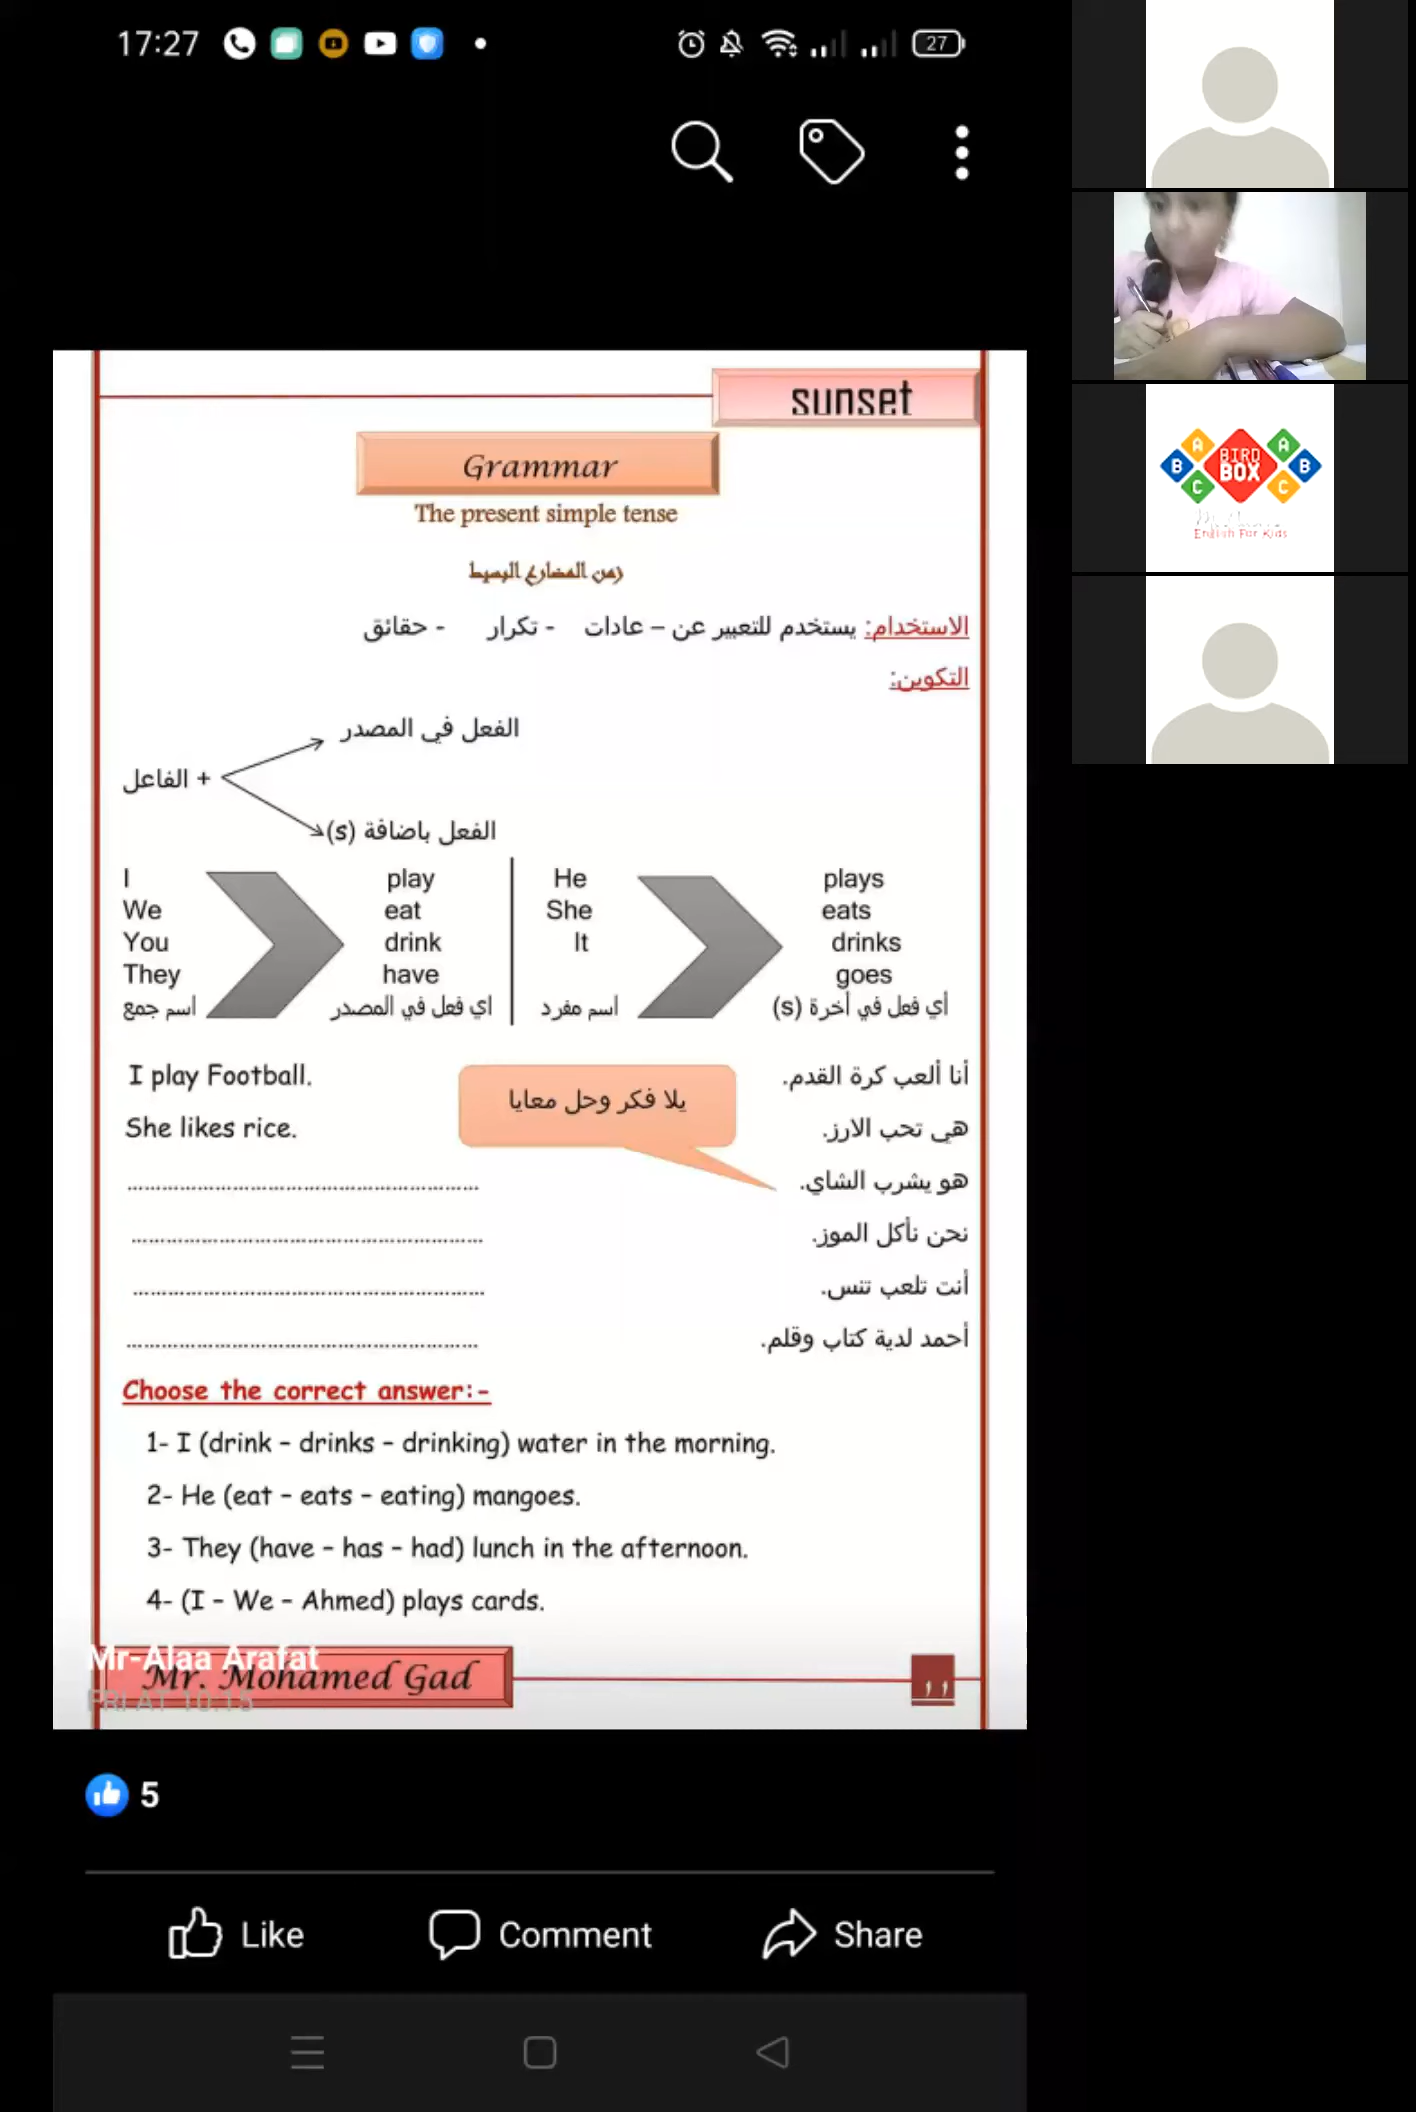 17:27
27
sunset
Grammar
The present simple tense
زمن المضارع البسيط
الاستخدام: يستخدم للتعبير عن – عادات - تكرار - حقائق
التكوين:
الفعل في المصدر
الفاعل +
الفعل باضافة (s)
I play He plays
We eat She eats
You drink It drinks
They have goes
اسم جمع اي فعل في المصدر اسم مفرد أي فعل في أخرة (s)
I play Football. أنا ألعب كرة القدم.
يلا فكر وحل معايا
She likes rice. هي تحب الارز.
هو يشرب الشاي.
نحن نأكل الموز.
أنت تلعب تنس.
أحمد لدية كتاب وقلم.
Choose the correct answer:-
1- I (drink – drinks – drinking) water in the morning.
2- He (eat – eats – eating) mangoes.
3- They (have – has – had) lunch in the afternoon.
4- (I – We – Ahmed) plays cards.
Mr-Alaa Arafat
Mr. Mohamed Gad
FRI AT 10:15
5
Like Comment Share
A A
B BIRD BOX B
C C
English For Kids